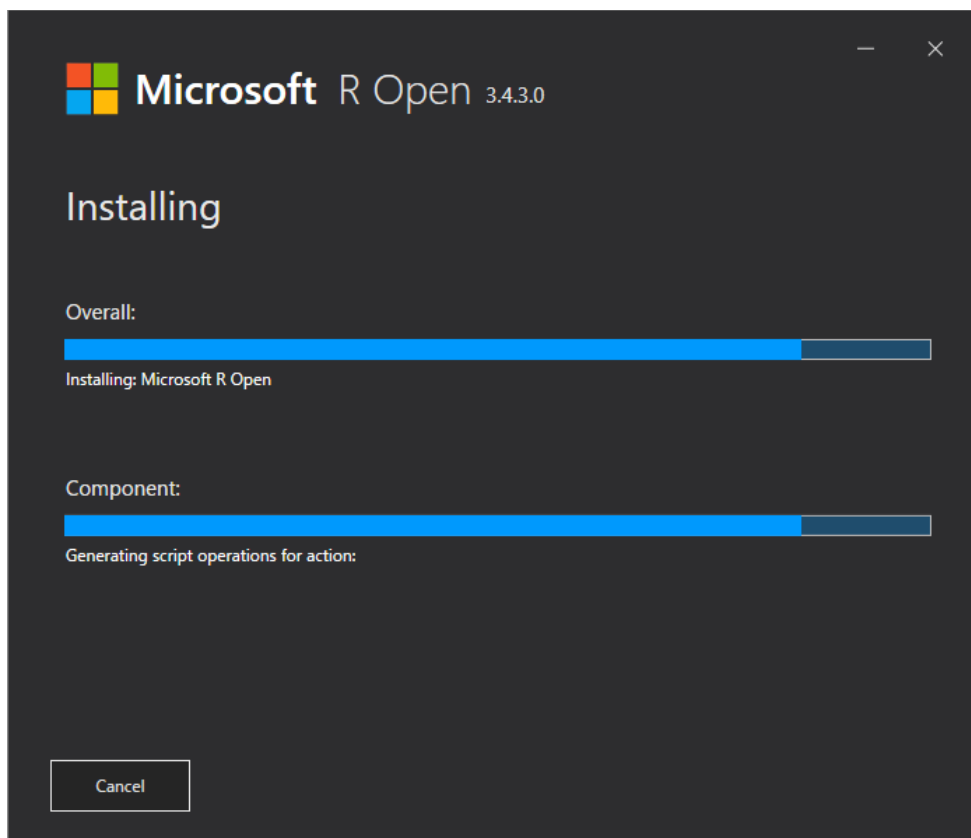 Microsoft R Open 3.4.3.0
Installing
Overall:
Installing: Microsoft R Open
Component:
Generating script operations for action:
Cancel